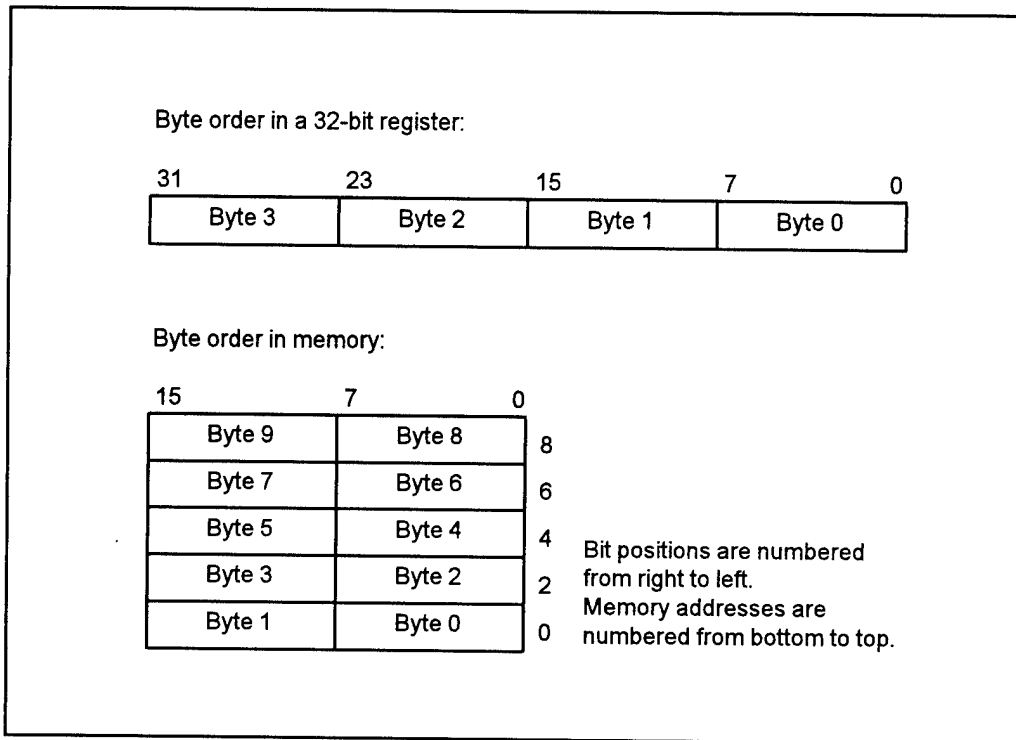 Byte order in a 32-bit register:
31 23 15 7 0
Byte 3 Byte 2 Byte 1 Byte 0
Byte order in memory:
15 7 0
Byte 9 Byte 8 8
Byte 7 Byte 6 6
Byte 5 Byte 4 4
Byte 3 Byte 2 2
Byte 1 Byte 0 0
Bit positions are numbered
from right to left.
Memory addresses are
numbered from bottom to top.